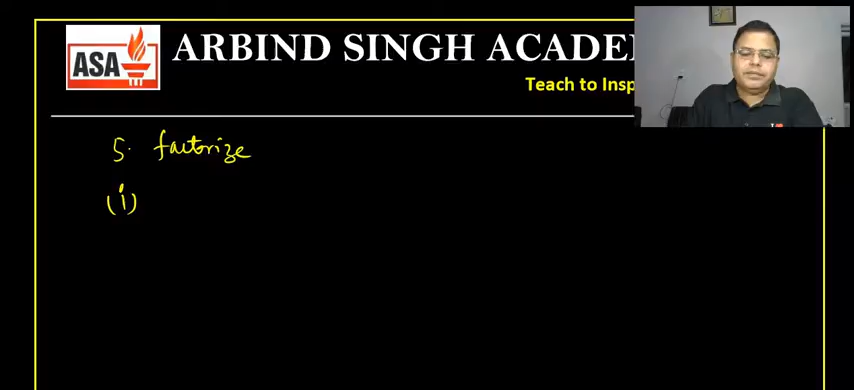 ASA
ARBIND SINGH ACADE
Teach to Insp
5. factorize
(i)